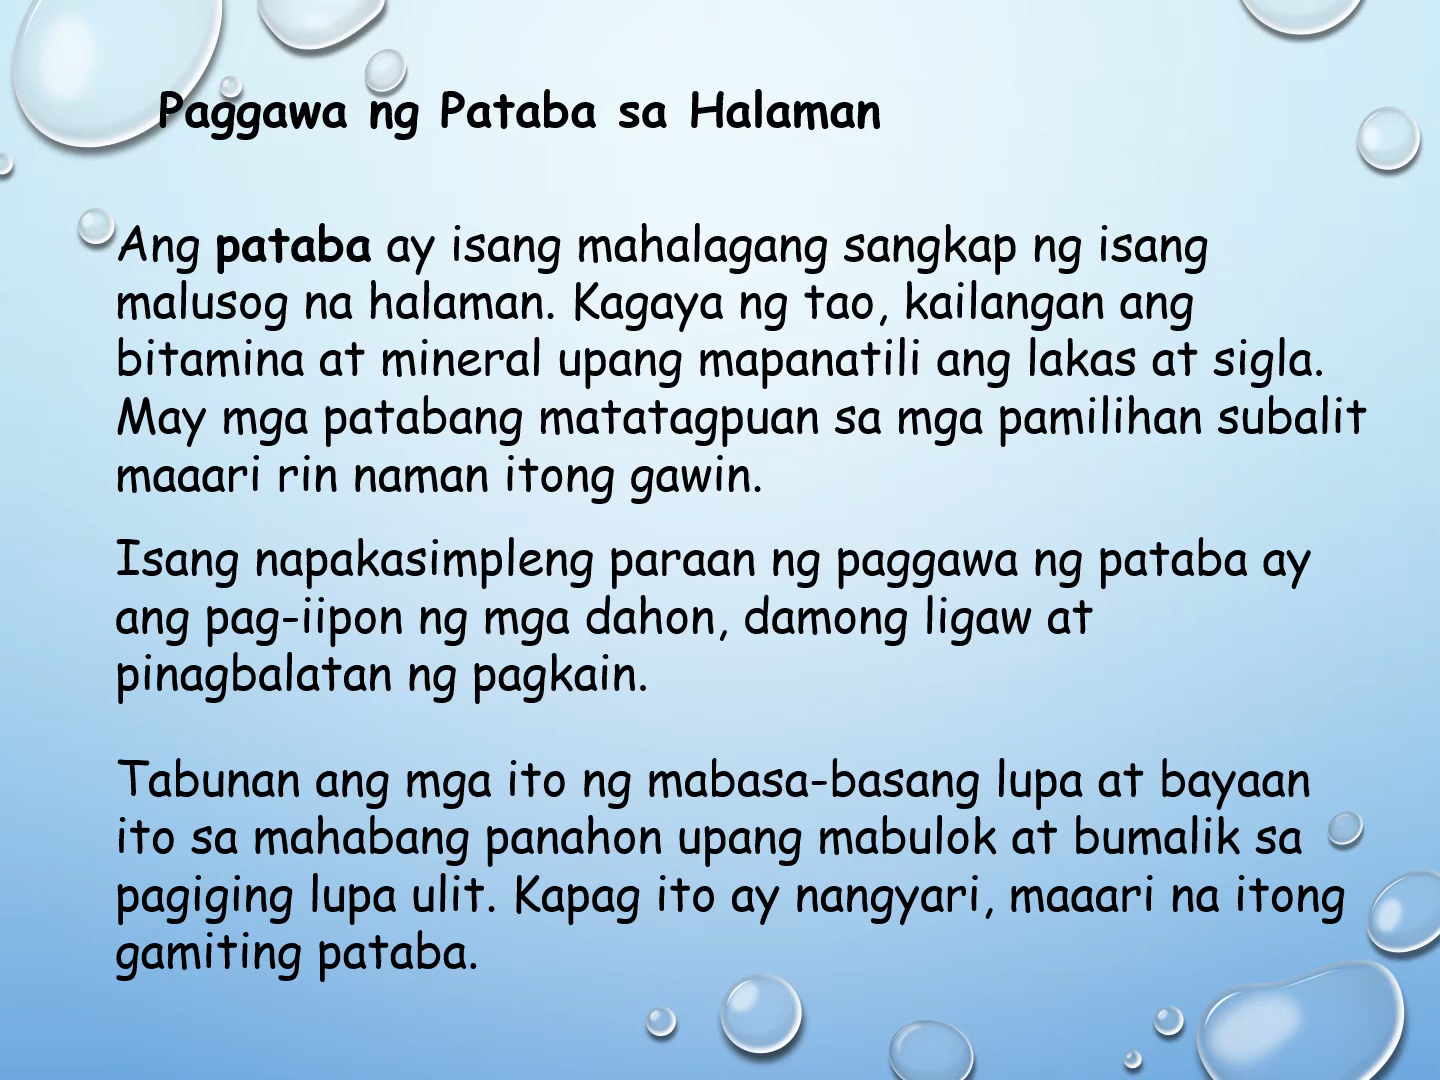 Paggawa ng Pataba sa Halaman
Ang pataba ay isang mahalagang sangkap ng isang
malusog na halaman. Kagaya ng tao, kailangan ang
bitamina at mineral upang mapanatili ang lakas at sigla.
May mga patabang matatagpuan sa mga pamilihan subalit
maaari rin naman itong gawin.
Isang napakasimpleng paraan ng paggawa ng pataba ay
ang pag-iipon ng mga dahon, damong ligaw at
pinagbalatan ng pagkain.
Tabunan ang mga ito ng mabasa-basang lupa at bayaan
ito sa mahabang panahon upang mabulok at bumalik sa
pagiging lupa ulit. Kapag ito ay nangyari, maaari na itong
gamiting pataba.